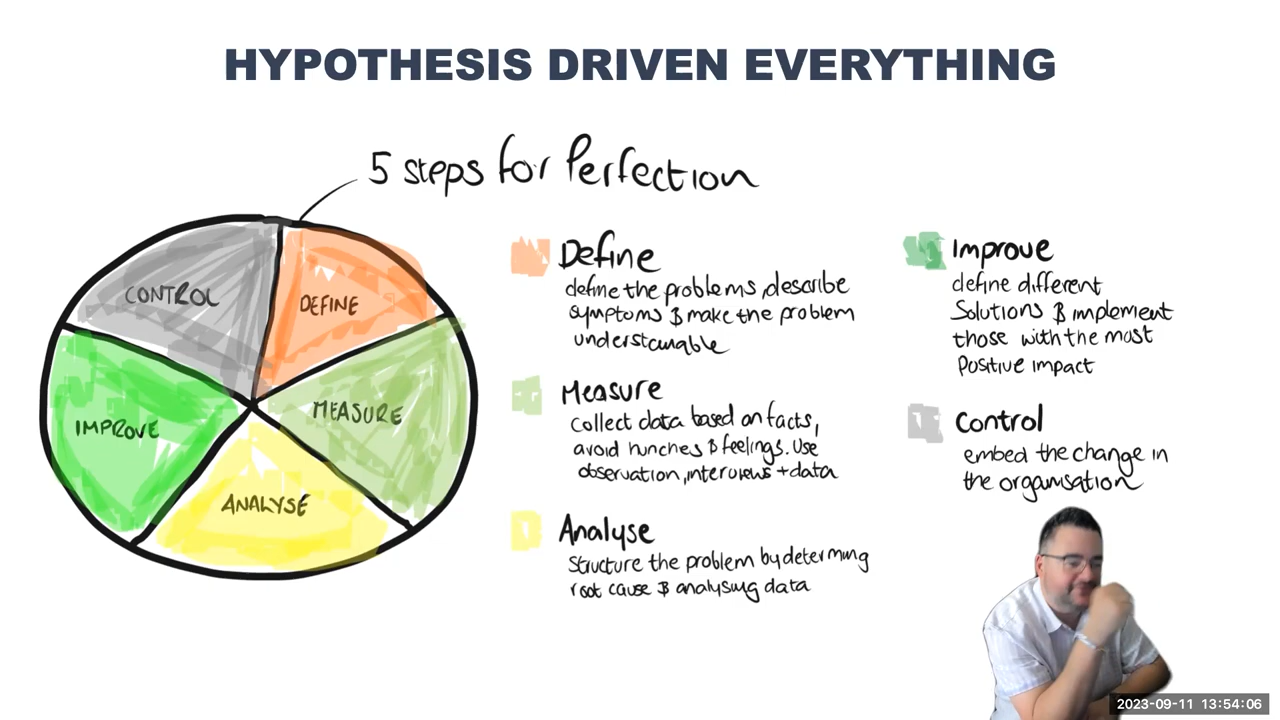 HYPOTHESIS DRIVEN EVERYTHING
5 steps for Perfection
CONTROL
DEFINE
MEASURE
ANALYSE
IMPROVE
Define
define the problems, describe
symptoms & make the problem
understandable
Measure
Collect data based on facts,
avoid hunches & feelings. Use
observation, interviews + data
Analyse
Structure the problem by determining
root cause & analysing data
Improve
define different
Solutions & implement
those with the most
Positive impact
Control
embed the change in
the organisation
2023-09-11 13:54:06